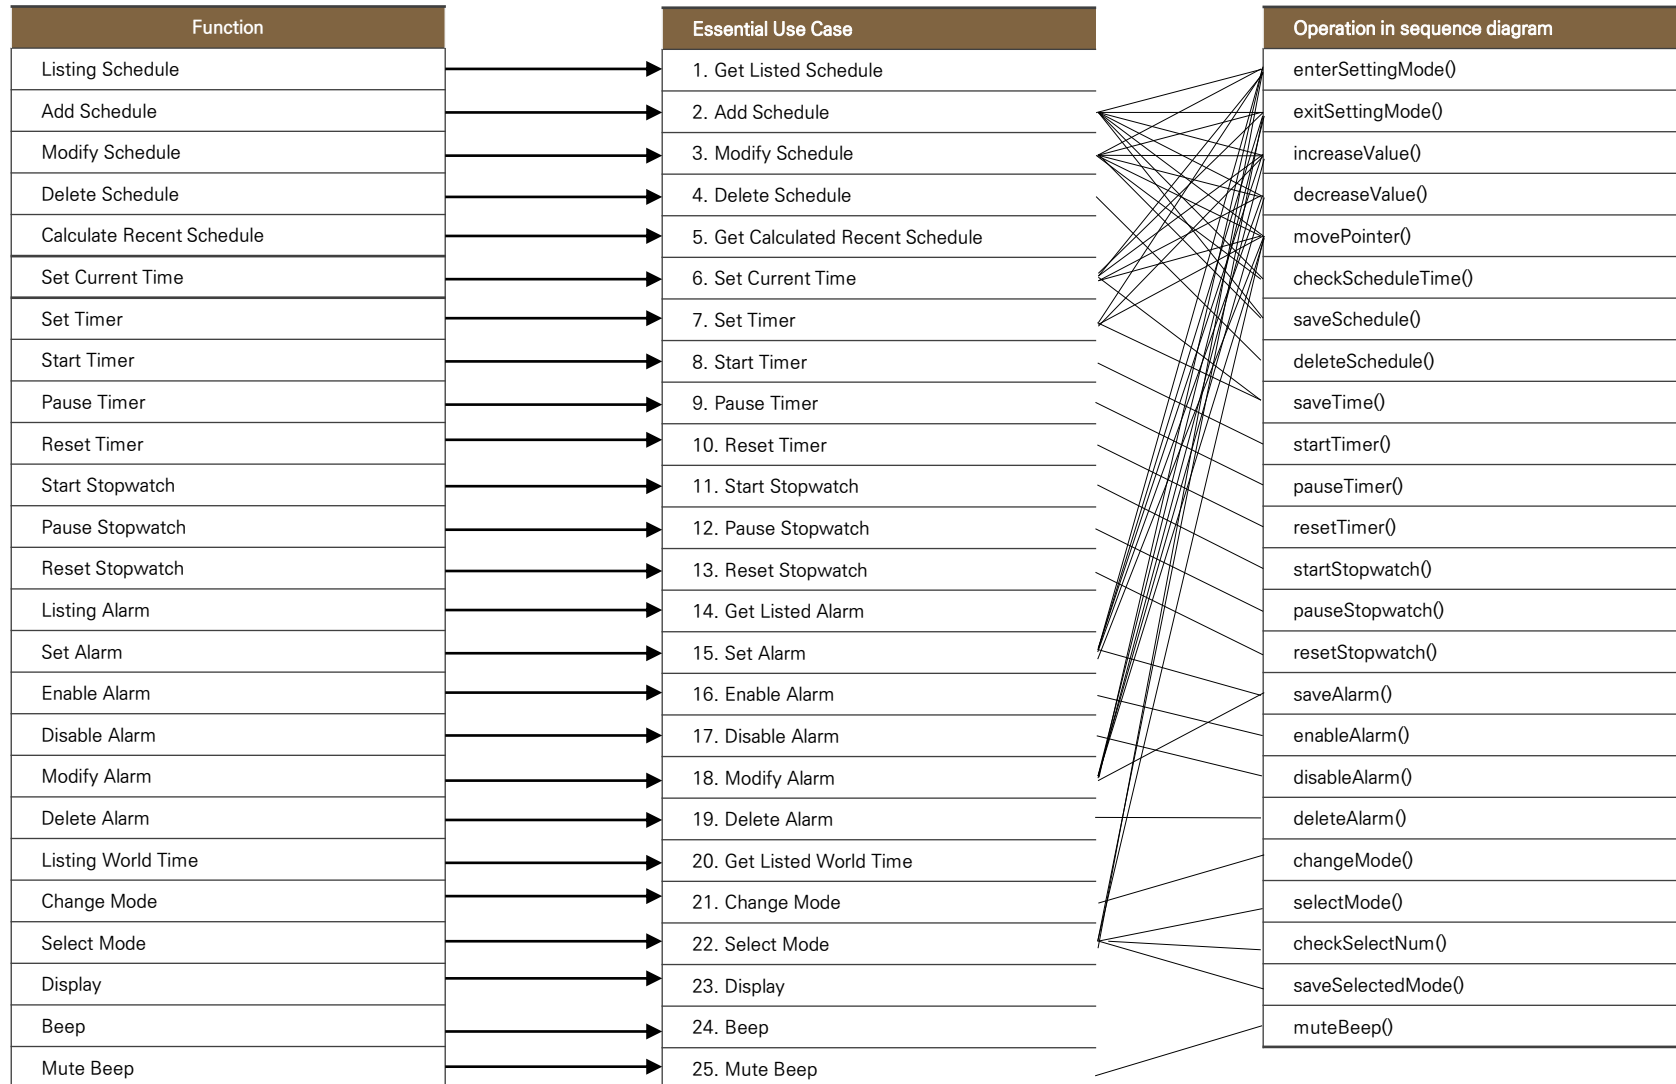 Function
Listing Schedule
Add Schedule
Modify Schedule
Delete Schedule
Calculate Recent Schedule
Set Current Time
Set Timer
Start Timer
Pause Timer
Reset Timer
Start Stopwatch
Pause Stopwatch
Reset Stopwatch
Listing Alarm
Set Alarm
Enable Alarm
Disable Alarm
Modify Alarm
Delete Alarm
Listing World Time
Change Mode
Select Mode
Display
Beep
Mute Beep
Essential Use Case
1. Get Listed Schedule
2. Add Schedule
3. Modify Schedule
4. Delete Schedule
5. Get Calculated Recent Schedule
6. Set Current Time
7. Set Timer
8. Start Timer
9. Pause Timer
10. Reset Timer
11. Start Stopwatch
12. Pause Stopwatch
13. Reset Stopwatch
14. Get Listed Alarm
15. Set Alarm
16. Enable Alarm
17. Disable Alarm
18. Modify Alarm
19. Delete Alarm
20. Get Listed World Time
21. Change Mode
22. Select Mode
23. Display
24. Beep
25. Mute Beep
Operation in sequence diagram
enterSettingMode()
exitSettingMode()
increaseValue()
decreaseValue()
movePointer()
checkScheduleTime()
saveSchedule()
deleteSchedule()
saveTime()
startTimer()
pauseTimer()
resetTimer()
startStopwatch()
pauseStopwatch()
resetStopwatch()
saveAlarm()
enableAlarm()
disableAlarm()
deleteAlarm()
changeMode()
selectMode()
checkSelectNum()
saveSelectedMode()
muteBeep()